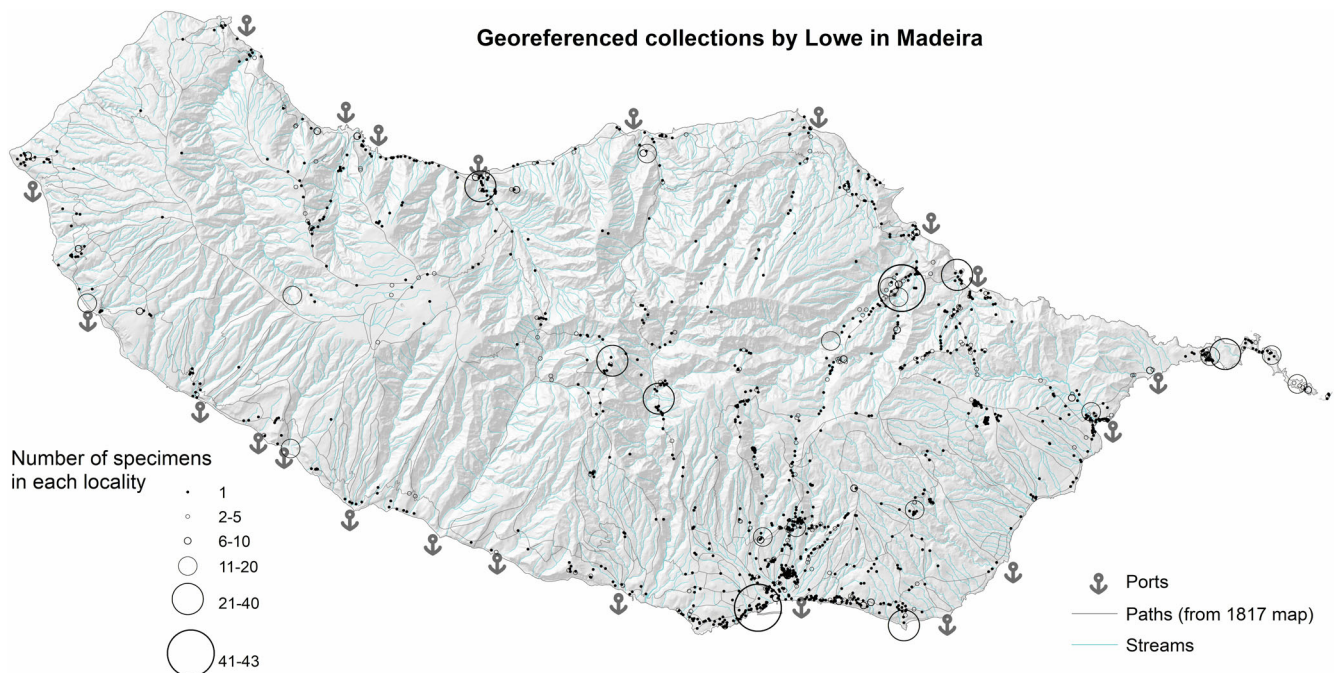 Georeferenced collections by Lowe in Madeira
Number of specimens
in each locality
1
2-5
6-10
11-20
21-40
41-43
Ports
Paths (from 1817 map)
Streams